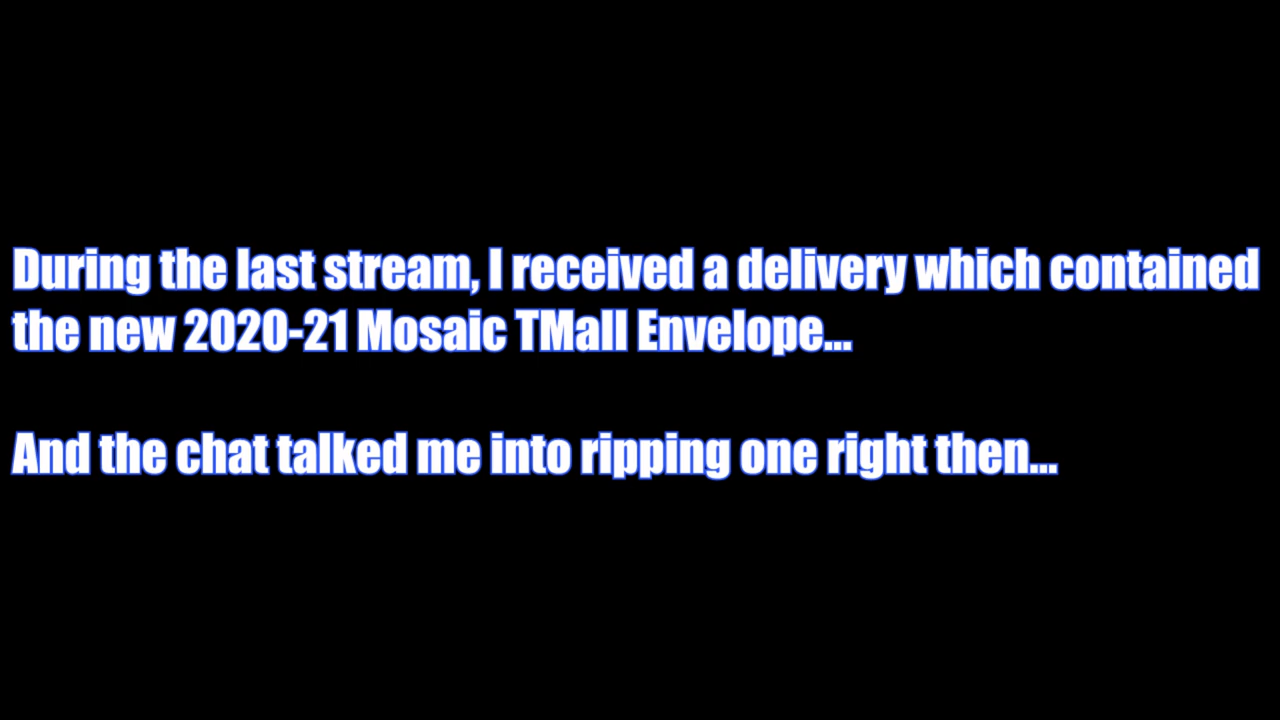 During the last stream, I received a delivery which contained
the new 2020-21 Mosaic TMall Envelope...
And the chat talked me into ripping one right then...